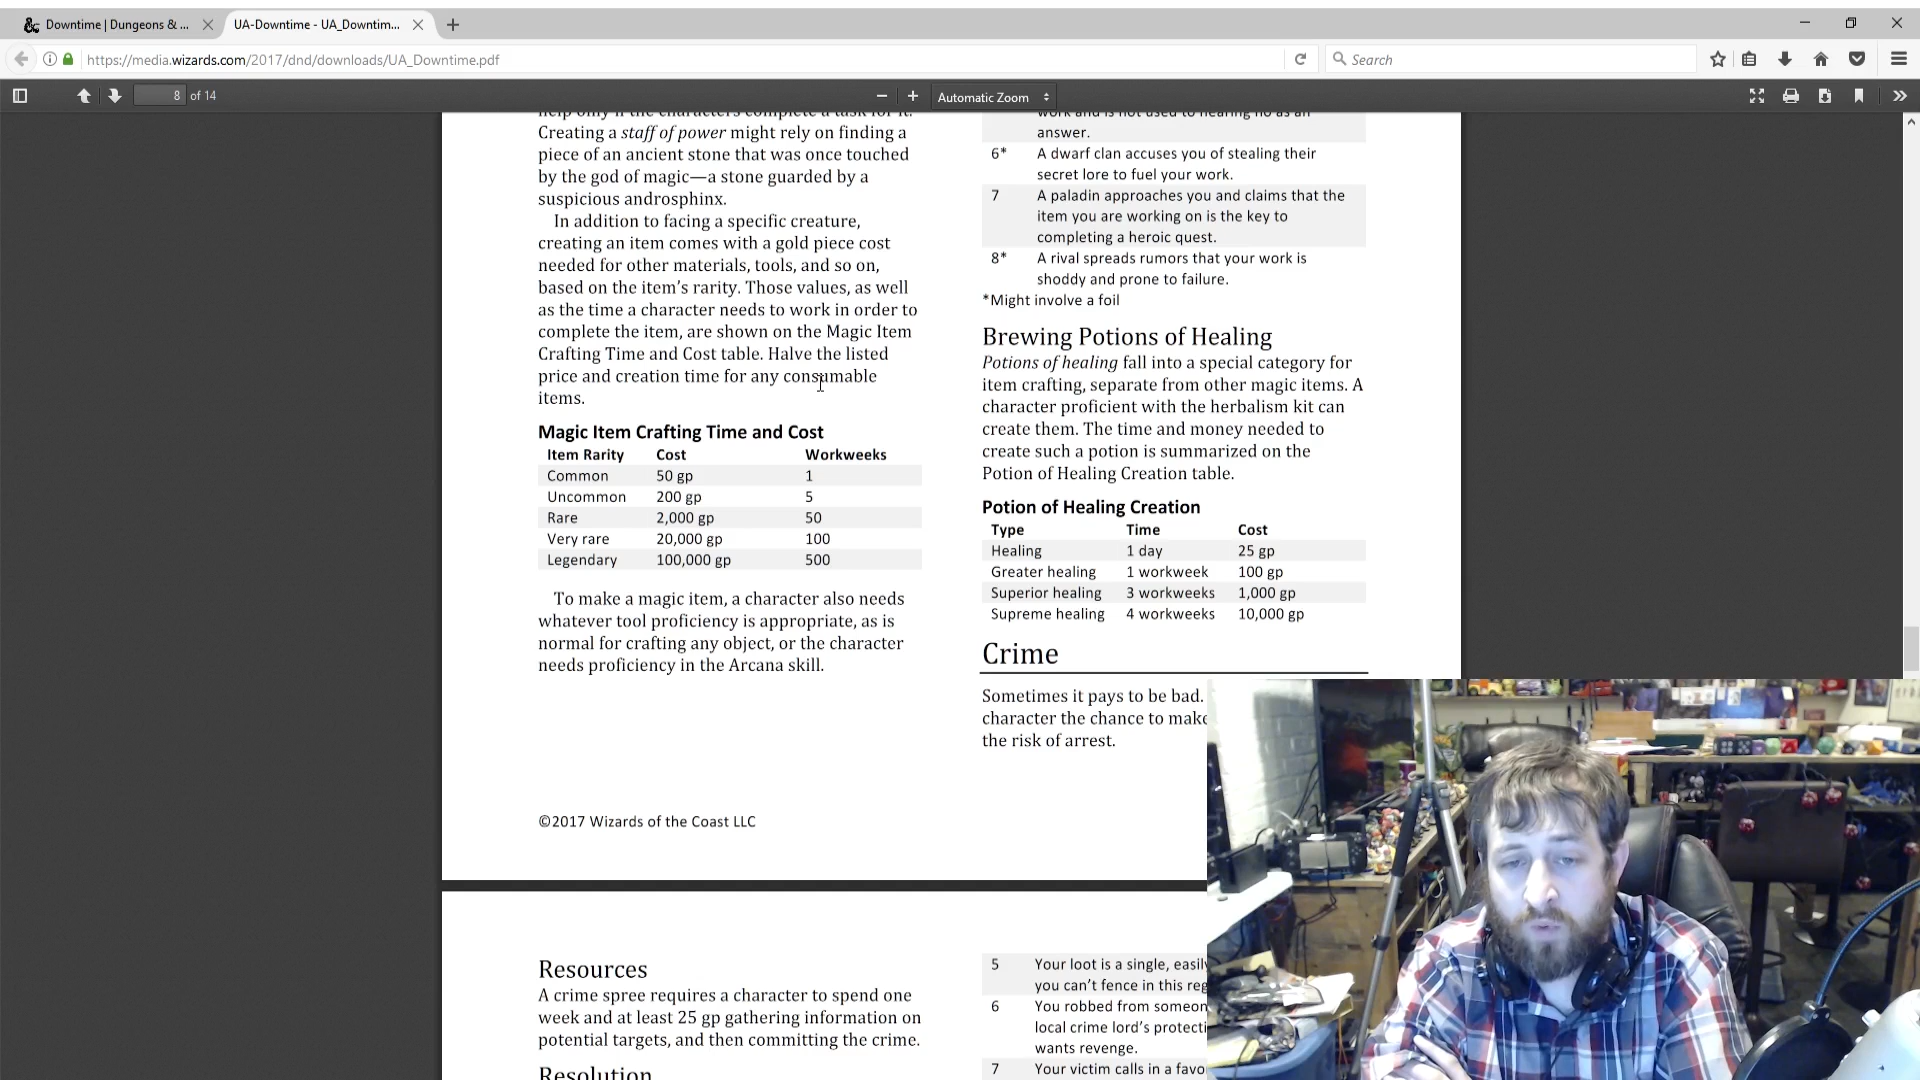 Downtime | Dungeons & ...
UA-Downtime - UA_Downtim...
https://media.wizards.com/2017/dnd/downloads/UA_Downtime.pdf
Search
8 of 14
Automatic Zoom
help only if the characters complete a task for it.
Creating a staff of power might rely on finding a
piece of an ancient stone that was once touched
by the god of magic—a stone guarded by a
suspicious androsphinx.
In addition to facing a specific creature,
creating an item comes with a gold piece cost
needed for other materials, tools, and so on,
based on the item's rarity. Those values, as well
as the time a character needs to work in order to
complete the item, are shown on the Magic Item
Crafting Time and Cost table. Halve the listed
price and creation time for any consumable
items.
Magic Item Crafting Time and Cost
Item Rarity Cost Workweeks
Common 50 gp 1
Uncommon 200 gp 5
Rare 2,000 gp 50
Very rare 20,000 gp 100
Legendary 100,000 gp 500
To make a magic item, a character also needs
whatever tool proficiency is appropriate, as is
normal for crafting any object, or the character
needs proficiency in the Arcana skill.
©2017 Wizards of the Coast LLC
work and is not used to hearing no as an
answer.
6* A dwarf clan accuses you of stealing their
secret lore to fuel your work.
7 A paladin approaches you and claims that the
item you are working on is the key to
completing a heroic quest.
8* A rival spreads rumors that your work is
shoddy and prone to failure.
*Might involve a foil
Brewing Potions of Healing
Potions of healing fall into a special category for
item crafting, separate from other magic items. A
character proficient with the herbalism kit can
create them. The time and money needed to
create such a potion is summarized on the
Potion of Healing Creation table.
Potion of Healing Creation
Type Time Cost
Healing 1 day 25 gp
Greater healing 1 workweek 100 gp
Superior healing 3 workweeks 1,000 gp
Supreme healing 4 workweeks 10,000 gp
Crime
Sometimes it pays to be bad.
character the chance to make
the risk of arrest.
Resources
A crime spree requires a character to spend one
week and at least 25 gp gathering information on
potential targets, and then committing the crime.
Resolution
5 Your loot is a single, easily
you can't fence in this reg
6 You robbed from someon
local crime lord's protecti
wants revenge.
7 Your victim calls in a favo